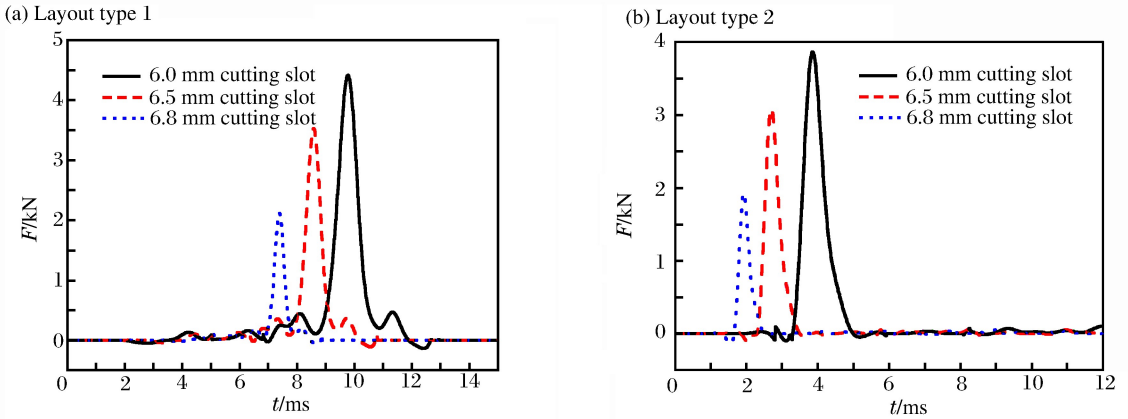 (a) Layout type 1
5
4
3
2
1
0
F/kN
6.0 mm cutting slot
6.5 mm cutting slot
6.8 mm cutting slot
0 2 4 6 8 10 12
t/ms
(b) Layout type 2
4
3
2
1
0
F/kN
6.0 mm cutting slot
6.5 mm cutting slot
6.8 mm cutting slot
0 2 4 6 8 10 12
t/ms